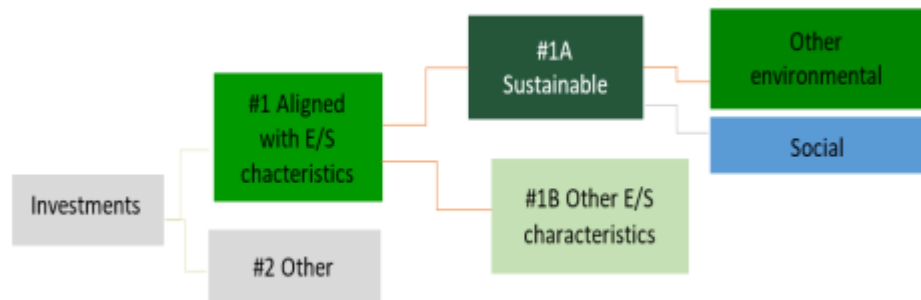 #1A
Sustainable
Other
environmental
#1 Aligned
with E/S
chacteristics
Social
Investments
#1B Other E/S
characteristics
#2 Other